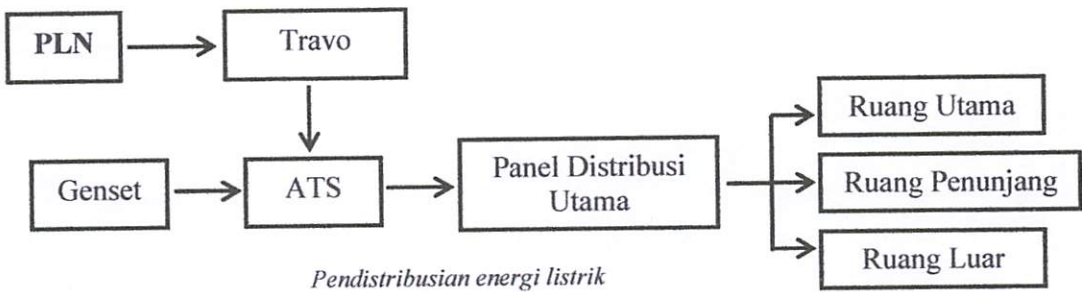 PLN
Travo
Genset
ATS
Panel Distribusi
Utama
Ruang Utama
Ruang Penunjang
Ruang Luar
Pendistribusian energi listrik